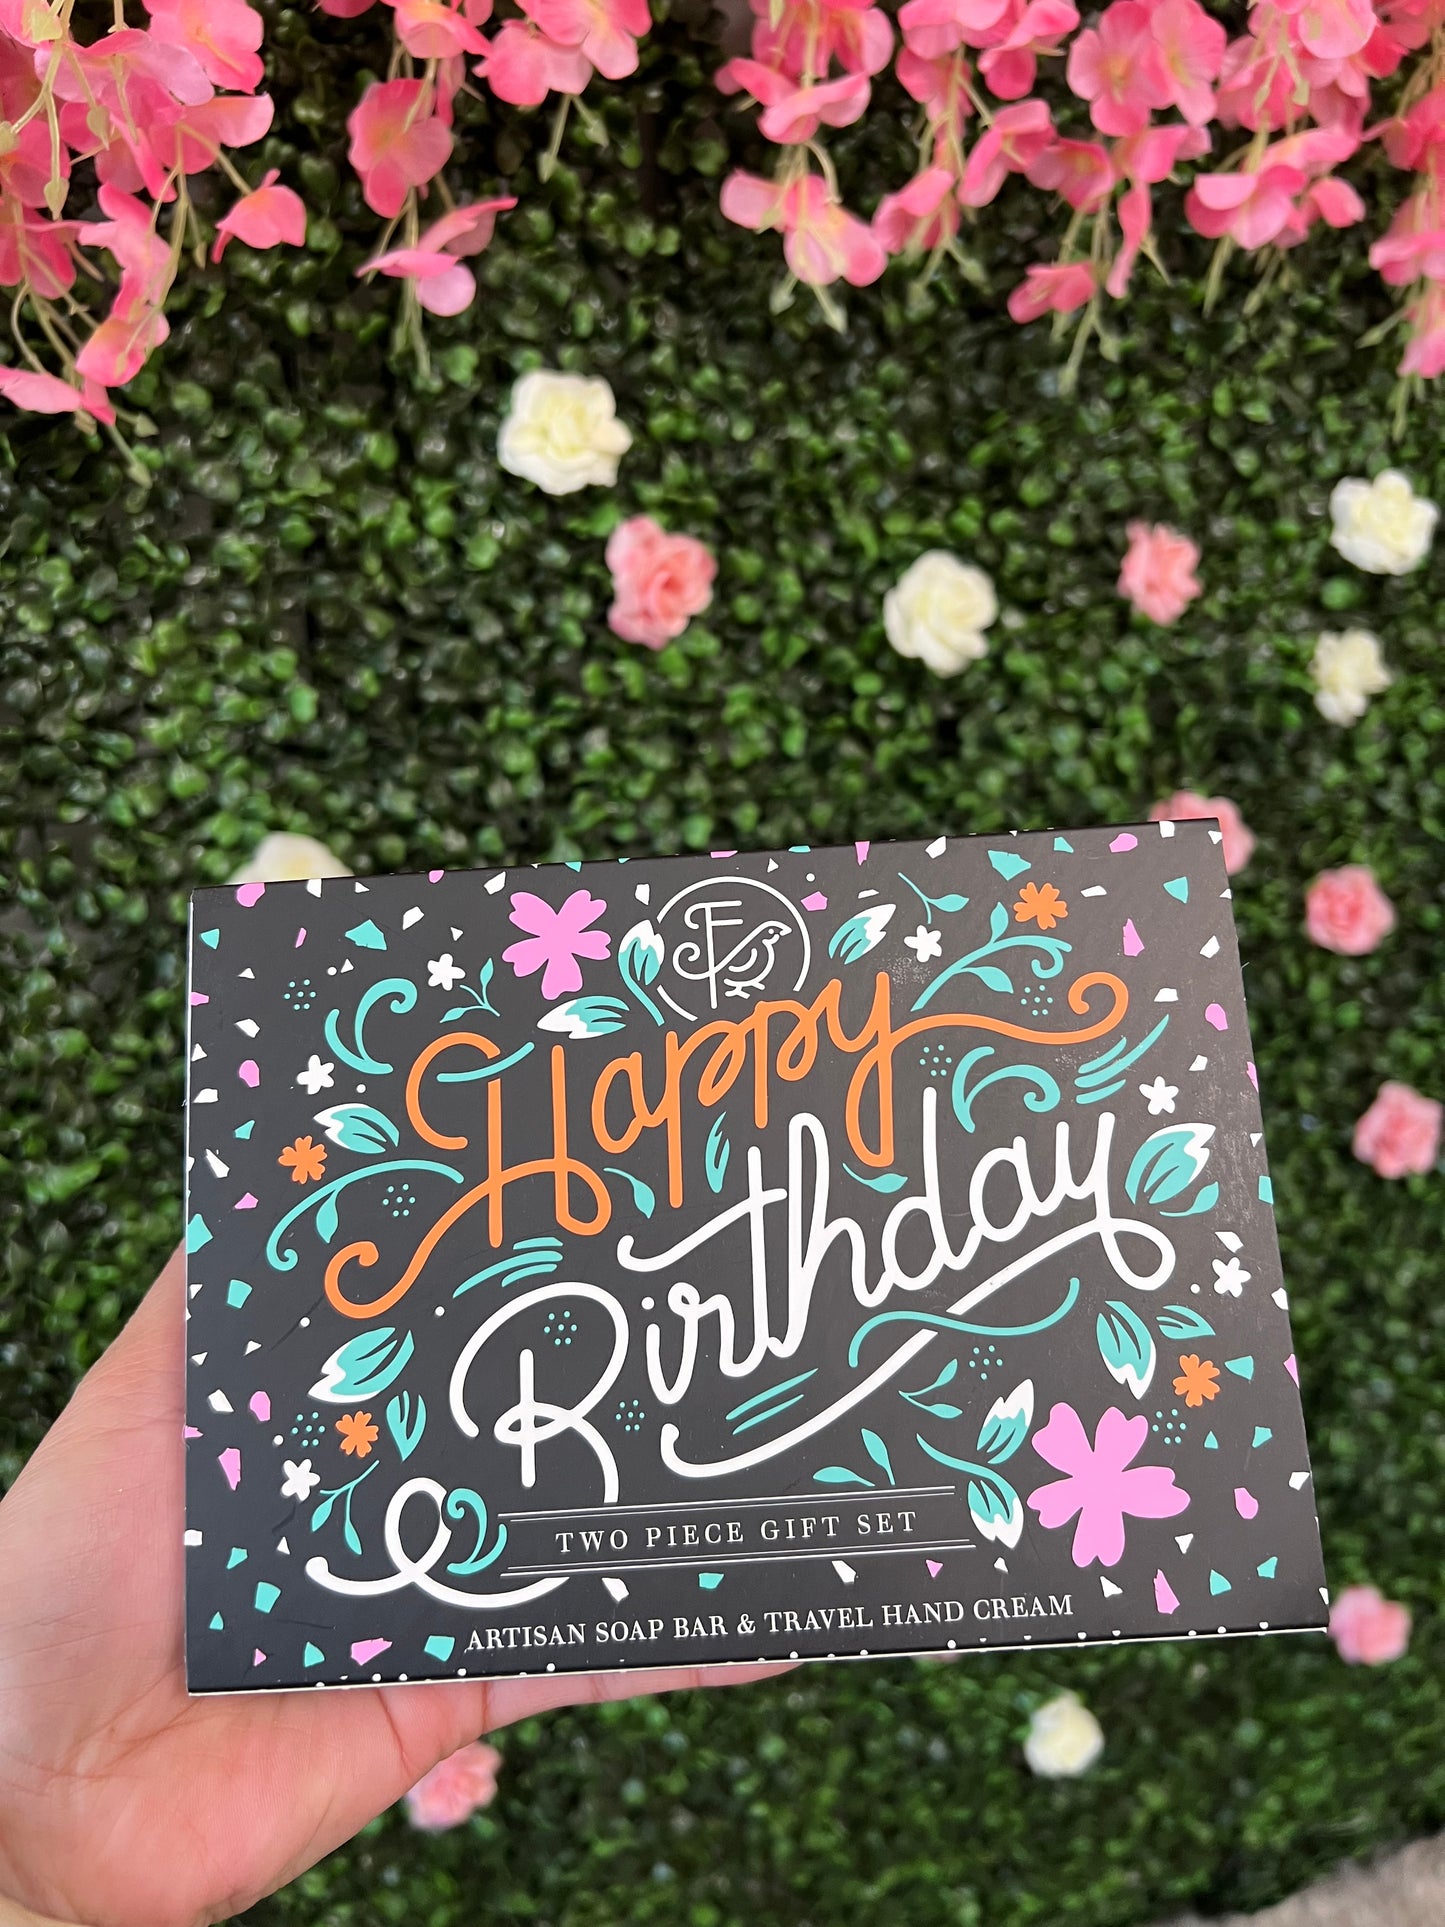 F
Happy
Birthday
TWO PIECE GIFT SET
ARTISAN SOAP BAR & TRAVEL HAND CREAM